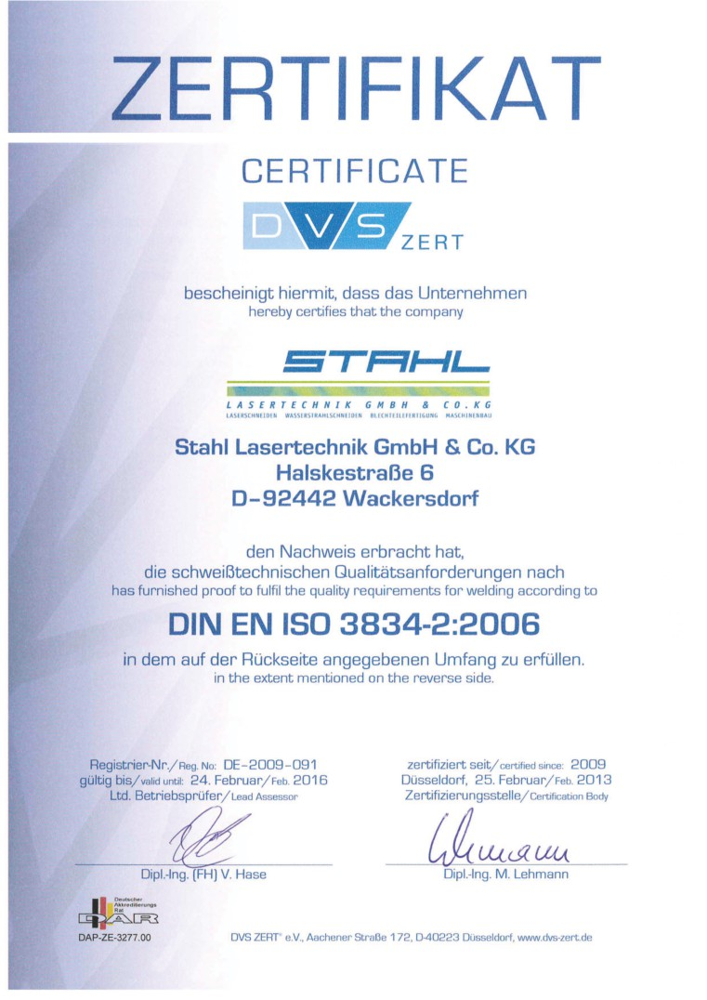 ZERTIFIKAT
CERTIFICATE
DVS ZERT
bescheinigt hiermit, dass das Unternehmen
hereby certifies that the company
STAHL
LASERTECHNIK GMBH & CO.KG
LASERSCHNEIDEN WASSERSTRAHLSCHNEIDEN BLECHTEILEFERTIGUNG MASCHINENBAU
Stahl Lasertechnik GmbH & Co. KG
Halskestraße 6
D-92442 Wackersdorf
den Nachweis erbracht hat,
die schweißtechnischen Qualitätsanforderungen nach
has furnished proof to fulfil the quality requirements for welding according to
DIN EN ISO 3834-2:2006
in dem auf der Rückseite angegebenen Umfang zu erfüllen.
in the extent mentioned on the reverse side.
Registrier-Nr./Reg. No: DE-2009-091
gültig bis/valid until: 24. Februar/Feb. 2016
Ltd. Betriebsprüfer/Lead Assessor
Dipl.-Ing. (FH) V. Hase
zertifiziert seit/certified since: 2009
Düsseldorf, 25. Februar/Feb. 2013
Zertifizierungsstelle/Certification Body
Lehmann
Dipl.-Ing. M. Lehmann
Deutscher
Akkreditierungs
Rat
DAR
DAP-ZE-3277.00
DVS ZERT® e.V., Aachener Straße 172, D-40223 Düsseldorf, www.dvs-zert.de